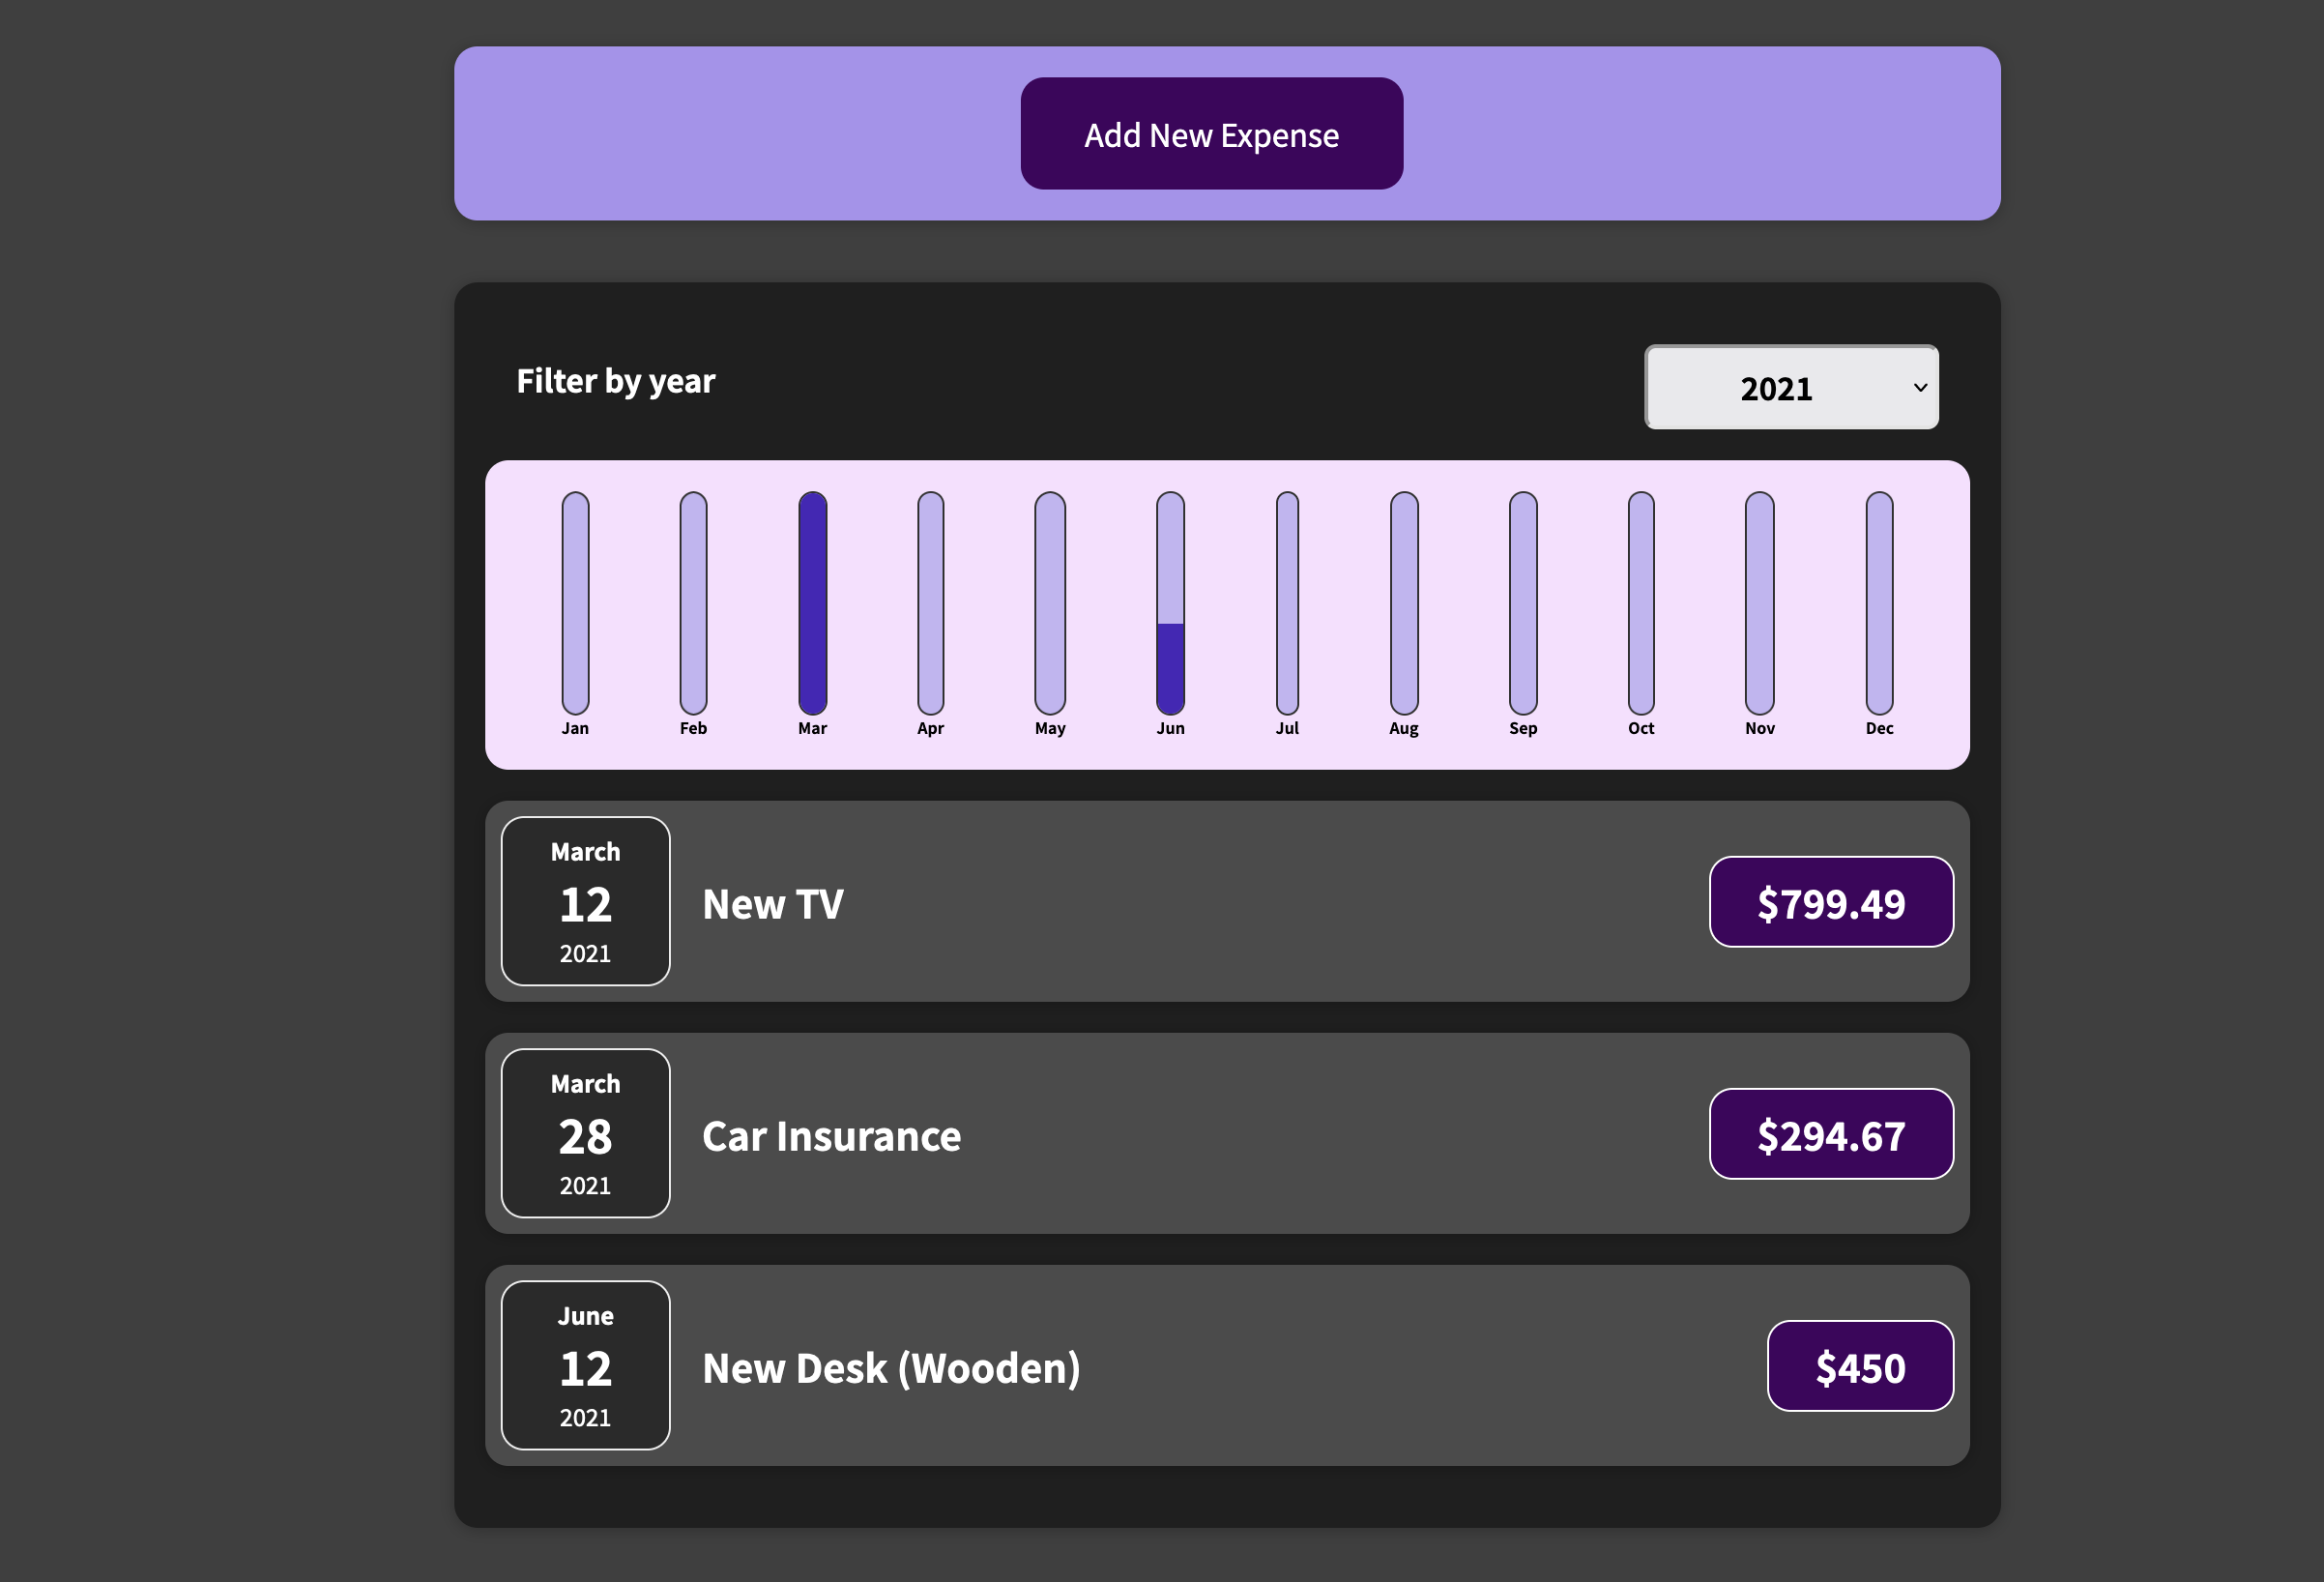 Add New Expense
Filter by year
2021
Jan Feb Mar Apr May Jun Jul Aug Sep Oct Nov Dec
March
12
2021
New TV
$799.49
March
28
2021
Car Insurance
$294.67
June
12
2021
New Desk (Wooden)
$450